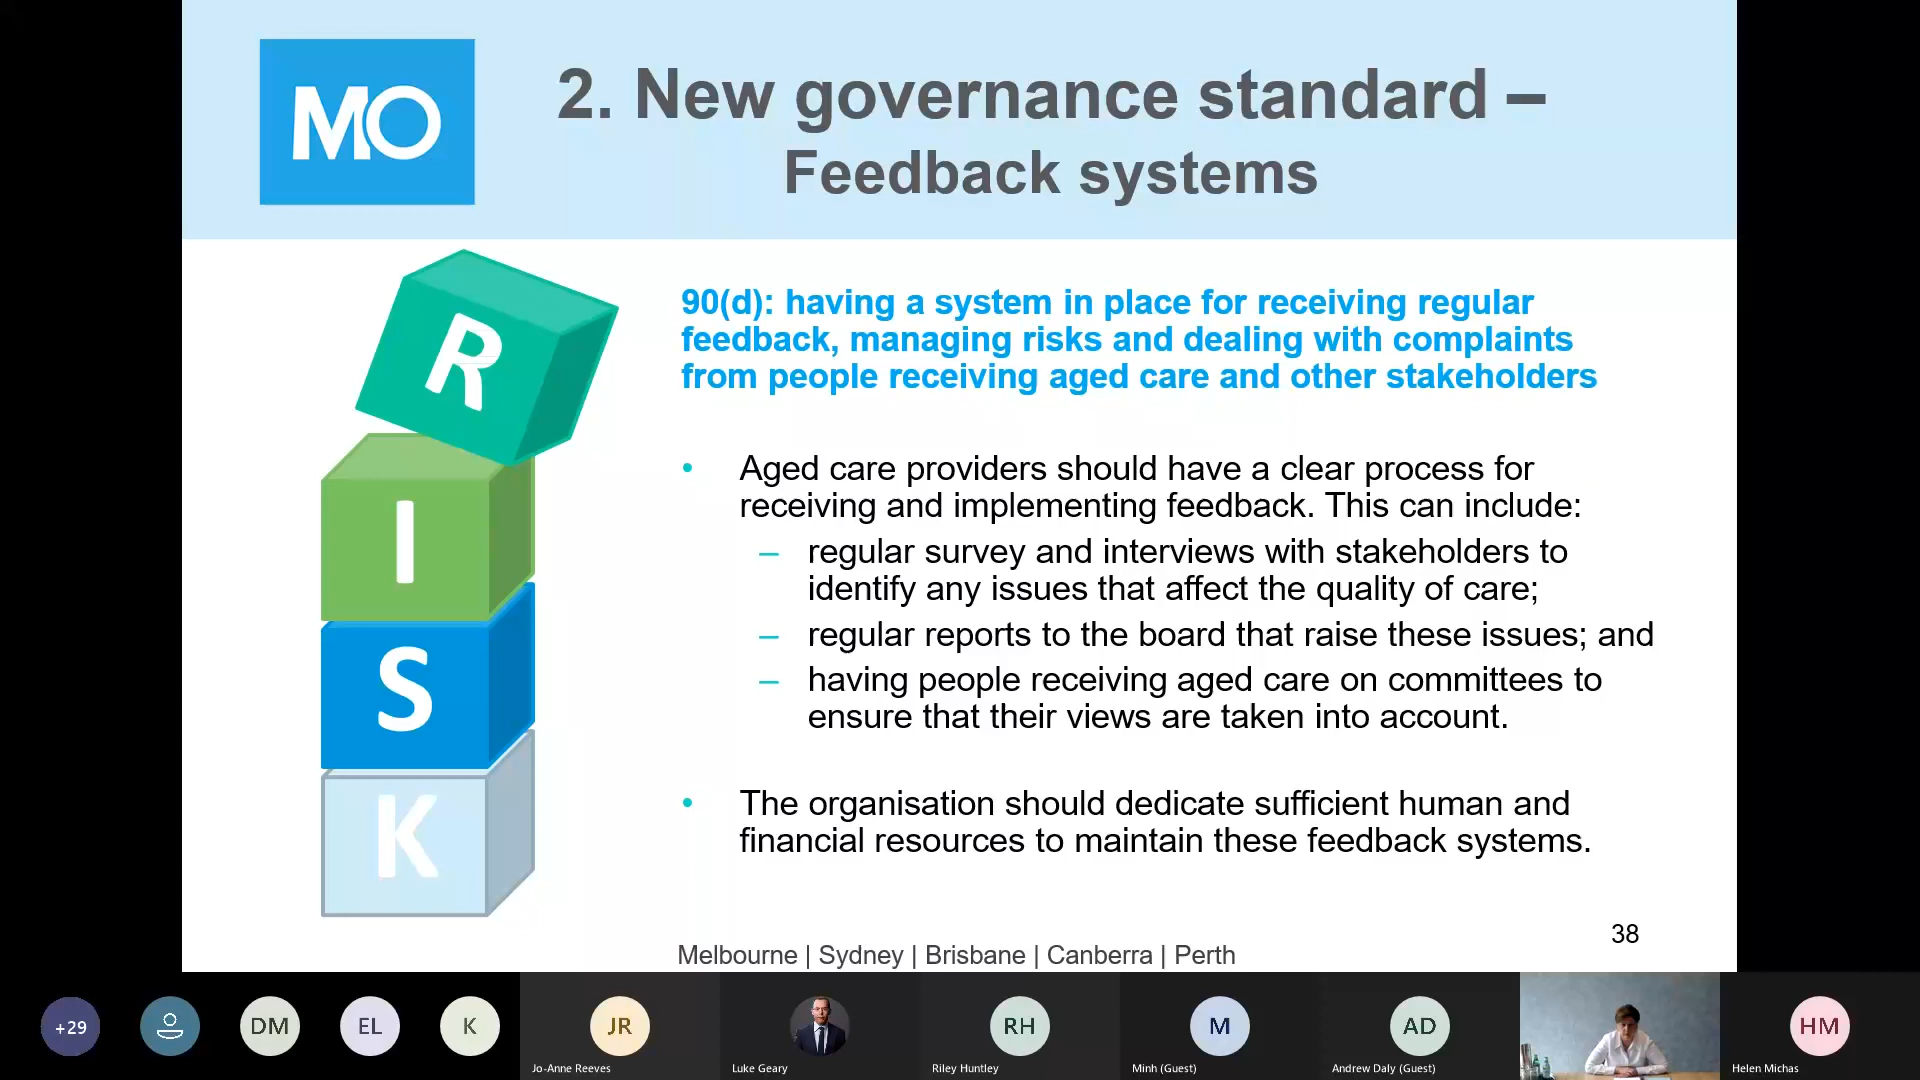 MO
2. New governance standard –
Feedback systems
R
I
S
K
90(d): having a system in place for receiving regular
feedback, managing risks and dealing with complaints
from people receiving aged care and other stakeholders
• Aged care providers should have a clear process for
receiving and implementing feedback. This can include:
– regular survey and interviews with stakeholders to
identify any issues that affect the quality of care;
– regular reports to the board that raise these issues; and
– having people receiving aged care on committees to
ensure that their views are taken into account.
• The organisation should dedicate sufficient human and
financial resources to maintain these feedback systems.
38
Melbourne | Sydney | Brisbane | Canberra | Perth
+29
DM
EL
K
JR
Jo-Anne Reeves
Luke Geary
RH
Riley Huntley
M
Minh (Guest)
AD
Andrew Daly (Guest)
HM
Helen Michas